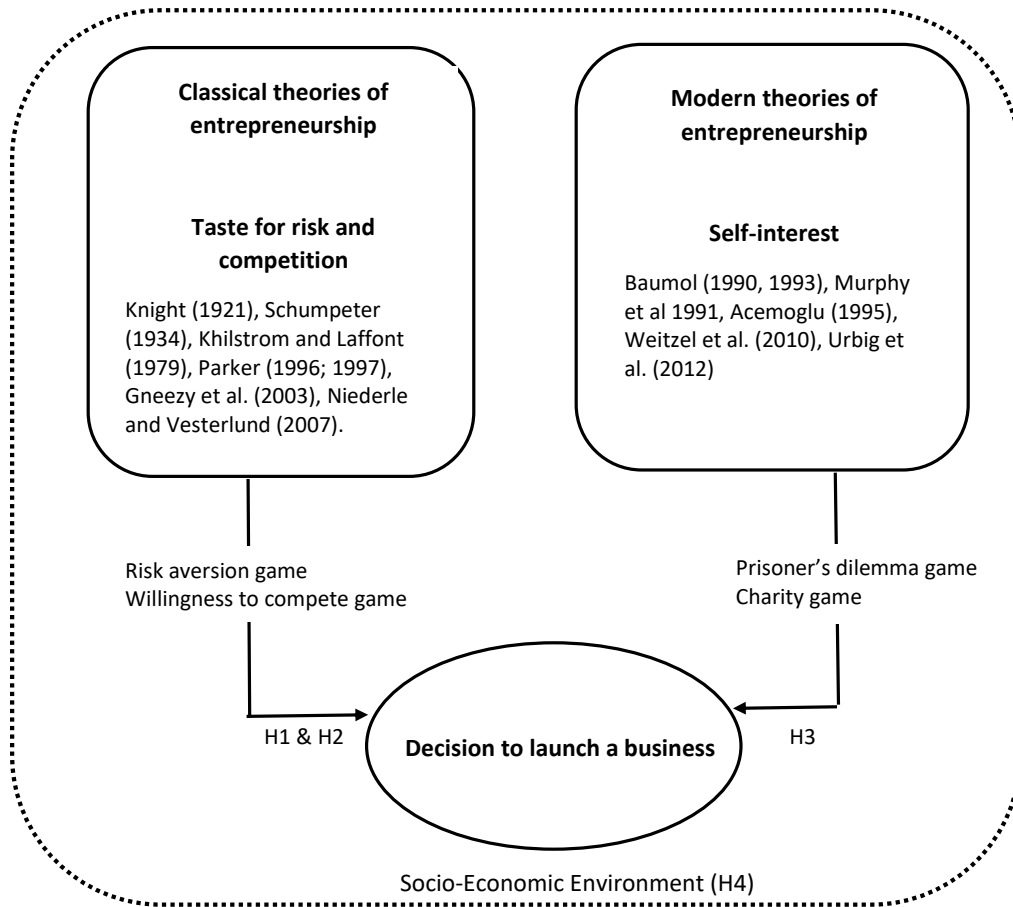 Classical theories of
entrepreneurship
Taste for risk and
competition
Knight (1921), Schumpeter
(1934), Khilstrom and Laffont
(1979), Parker (1996; 1997),
Gneezy et al. (2003), Niederle
and Vesterlund (2007).
Modern theories of
entrepreneurship
Self-interest
Baumol (1990, 1993), Murphy
et al 1991, Acemoglu (1995),
Weitzel et al. (2010), Urbig et
al. (2012)
Risk aversion game
Willingness to compete game
Prisoner’s dilemma game
Charity game
H1 & H2
Decision to launch a business
H3
Socio-Economic Environment (H4)